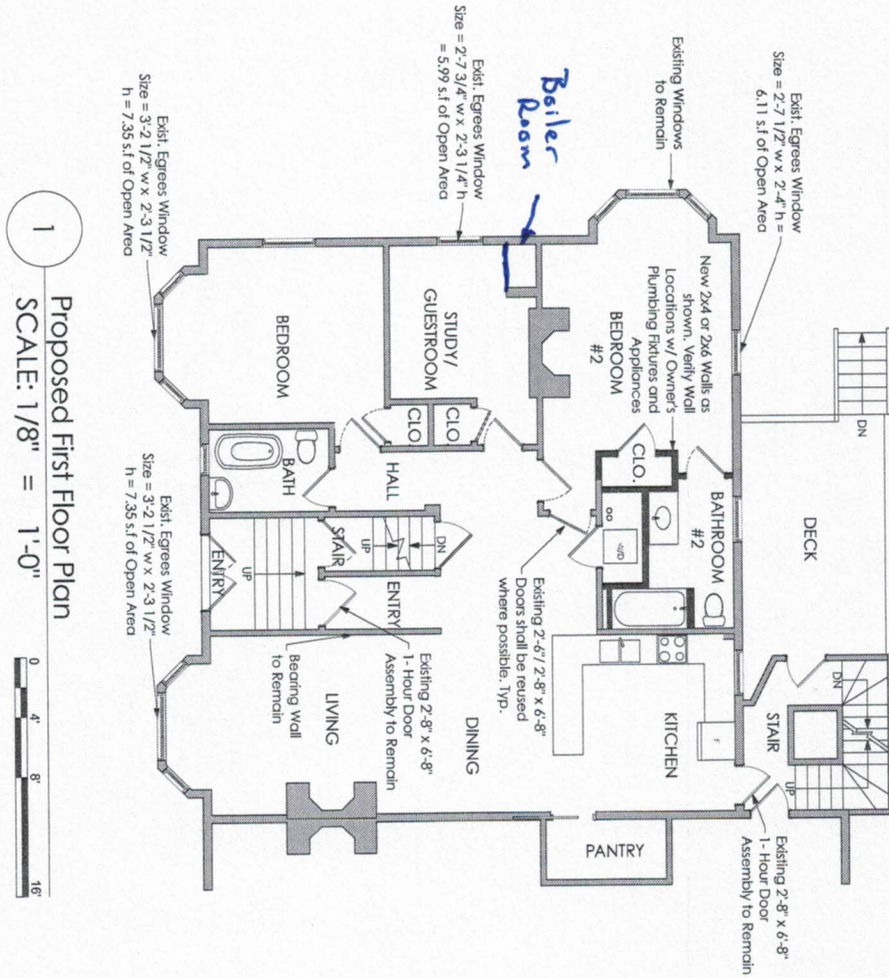 Exist. Egrees Window
Size = 2'-7 1/2" w x 2'-4" h =
6.11 s.f of Open Area
Existing Windows
to Remain
Exist. Egrees Window
Size = 2'-7 3/4" w x 2'-3 1/4" h
= 5.99 s.f of Open Area
Boiler
Room
Exist. Egrees Window
Size = 3'-2 1/2" w x 2'-3 1/2"
h = 7.35 s.f of Open Area
DN
DECK
New 2x4 or 2x6 Walls as
shown. Verify Wall
Locations w/ Owner's
Plumbing Fixtures and
Appliances
BEDROOM
#2
CLO.
BATHROOM
#2
W/D
STUDY/
GUESTROOM
CLO
CLO
BEDROOM
HALL
BATH
STAIR
UP
DN
UP
ENTRY
ENTRY
Existing 2'-6"/ 2'-8" x 6'-8"
Doors shall be reused
where possible. Typ.
Existing 2'-8" x 6'-8"
1- Hour Door
Assembly to Remain
Bearing Wall
to Remain
LIVING
DINING
KITCHEN
F
PANTRY
DN
STAIR
UP
Existing 2'-8" x 6'-8"
1- Hour Door
Assembly to Remain
Exist. Egrees Window
Size = 3'-2 1/2" w x 2'-3 1/2"
h = 7.35 s.f of Open Area
1
Proposed First Floor Plan
SCALE: 1/8" = 1'-0"
0 4' 8' 16'